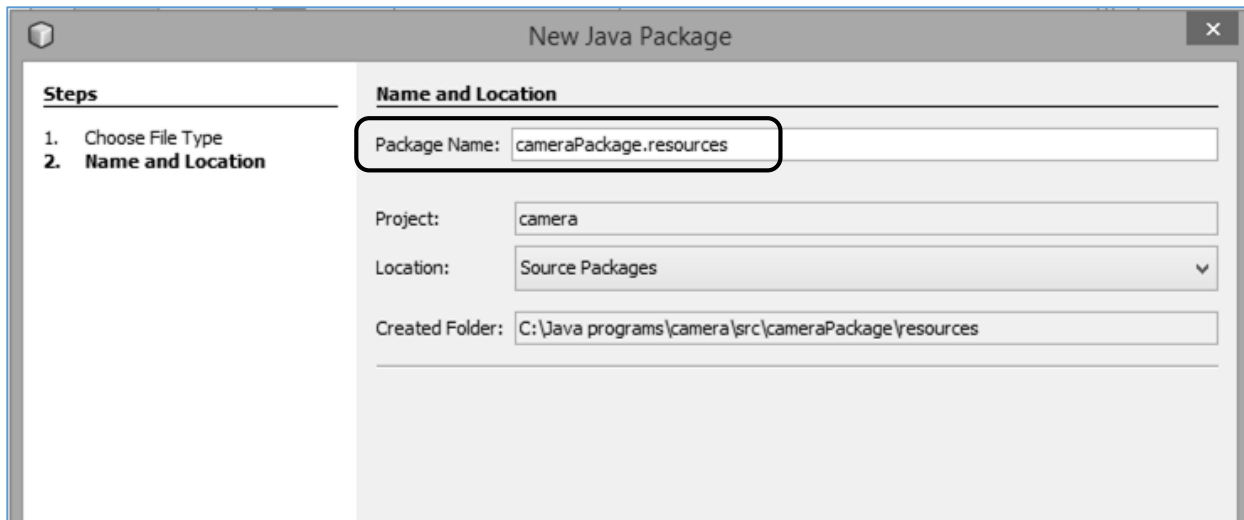 New Java Package
Steps
1. Choose File Type
2. Name and Location
Name and Location
Package Name: cameraPackage.resources
Project: camera
Location: Source Packages
Created Folder: C:\Java programs\camera\src\cameraPackage\resources